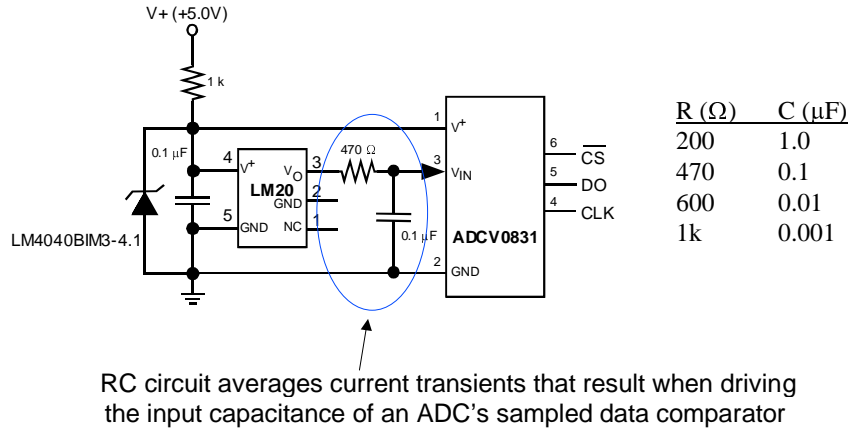 V+ (+5.0V)
1 k
0.1 μF
4
V+
VO
3
LM20
GND
2
5
GND
NC
1
LM4040BIM3-4.1
470 Ω
0.1 μF
1
V+
3
VIN
ADCV0831
2
GND
6
CS
5
DO
4
CLK
R (Ω) C (μF)
200 1.0
470 0.1
600 0.01
1k 0.001
RC circuit averages current transients that result when driving
the input capacitance of an ADC's sampled data comparator